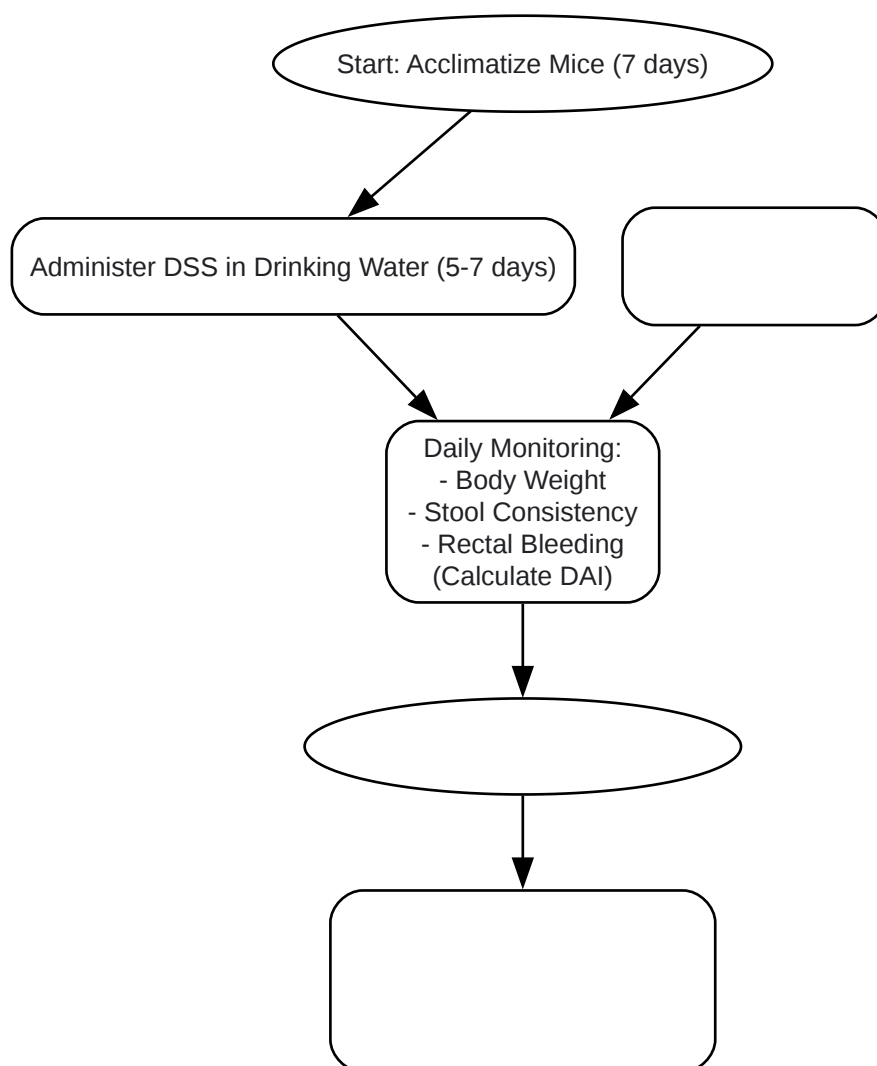 Start: Acclimatize Mice (7 days)
Administer DSS in Drinking Water (5-7 days)
Daily Monitoring:
- Body Weight
- Stool Consistency
- Rectal Bleeding
(Calculate DAI)